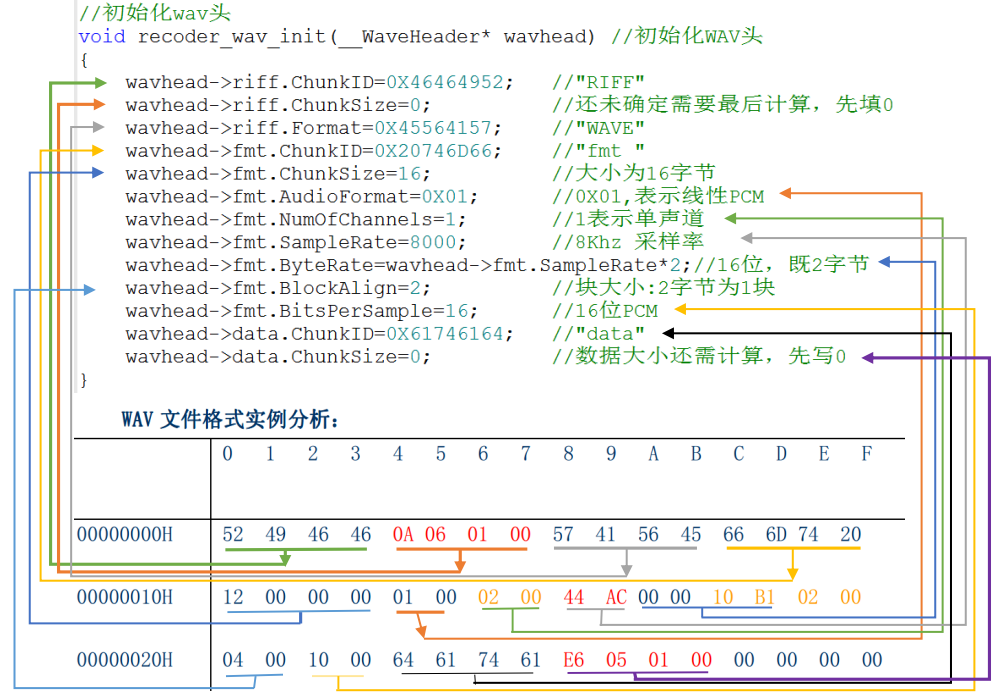 //初始化wav头
void recoder_wav_init(__WaveHeader* wavhead) //初始化WAV头
{
wavhead->riff.ChunkID=0X46464952; //"RIFF"
wavhead->riff.ChunkSize=0; //还未确定需要最后计算，先填0
wavhead->riff.Format=0X45564157; //"WAVE"
wavhead->fmt.ChunkID=0X20746D66; //"fmt "
wavhead->fmt.ChunkSize=16; //大小为16字节
wavhead->fmt.AudioFormat=0X01; //0X01,表示线性PCM
wavhead->fmt.NumOfChannels=1; //1表示单声道
wavhead->fmt.SampleRate=8000; //8Khz 采样率
wavhead->fmt.ByteRate=wavhead->fmt.SampleRate*2;//16位，既2字节
wavhead->fmt.BlockAlign=2; //块大小:2字节为1块
wavhead->fmt.BitsPerSample=16; //16位PCM
wavhead->data.ChunkID=0X61746164; //"data"
wavhead->data.ChunkSize=0; //数据大小还需计算，先写0
}
WAV 文件格式实例分析：
0 1 2 3 4 5 6 7 8 9 A B C D E F
00000000H 52 49 46 46 0A 06 01 00 57 41 56 45 66 6D 74 20
00000010H 12 00 00 00 01 00 02 00 44 AC 00 00 10 B1 02 00
00000020H 04 00 10 00 64 61 74 61 E6 05 01 00 00 00 00 00